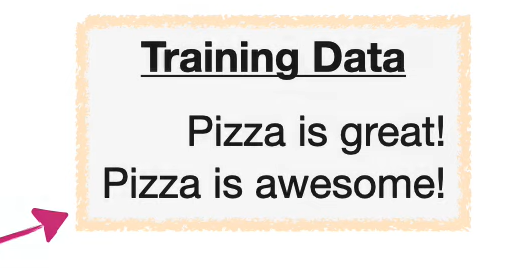 Training Data
Pizza is great!
Pizza is awesome!